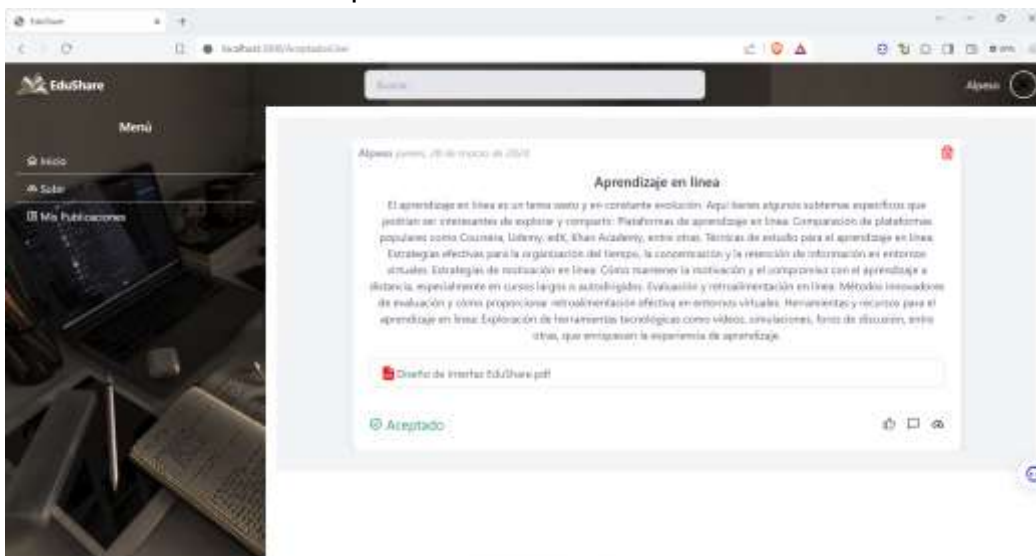 EduShare
localhost
EduShare
Buscar
Alpeso
Menú
Inicio
Subir
Mis Publicaciones
Alpeso jueves, 28 de marzo de
Aprendizaje en línea
El aprendizaje en línea es un tema vasto y en constante evolución. Aquí tienes algunos subtemas específicos que
podrían ser interesantes de explorar y compartir: Plataformas de aprendizaje en línea: Comparación de plataformas
populares como Coursera, Udemy, edX, Khan Academy, entre otras. Técnicas de estudio para el aprendizaje en línea:
Estrategias efectivas para la organización del tiempo, la concentración y la retención de información en entornos
virtuales. Estrategias de motivación en línea: Cómo mantener la motivación y el compromiso con el aprendizaje a
distancia, especialmente en cursos largos o autodirigidos. Evaluación y retroalimentación en línea: Métodos innovadores
de evaluación y cómo proporcionar retroalimentación efectiva en entornos virtuales. Herramientas y recursos para el
aprendizaje en línea: Exploración de herramientas tecnológicas como videos, simulaciones, foros de discusión, entre
otras, que enriquecen la experiencia de aprendizaje.
Diseño de Interfaz EduShare.pdf
Aceptado